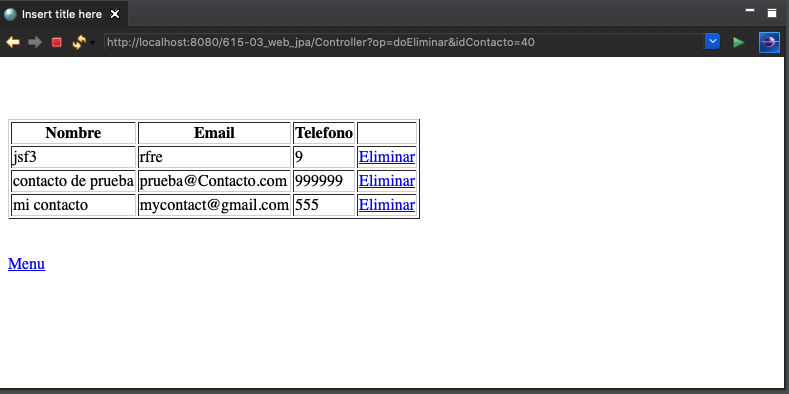 Insert title here
http://localhost:8080/615-03_web_jpa/Controller?op=doEliminar&idContacto=40
Nombre Email Telefono
jsf3 rfre 9 Eliminar
contacto de prueba prueba@Contacto.com 999999 Eliminar
mi contacto mycontact@gmail.com 555 Eliminar
Menu